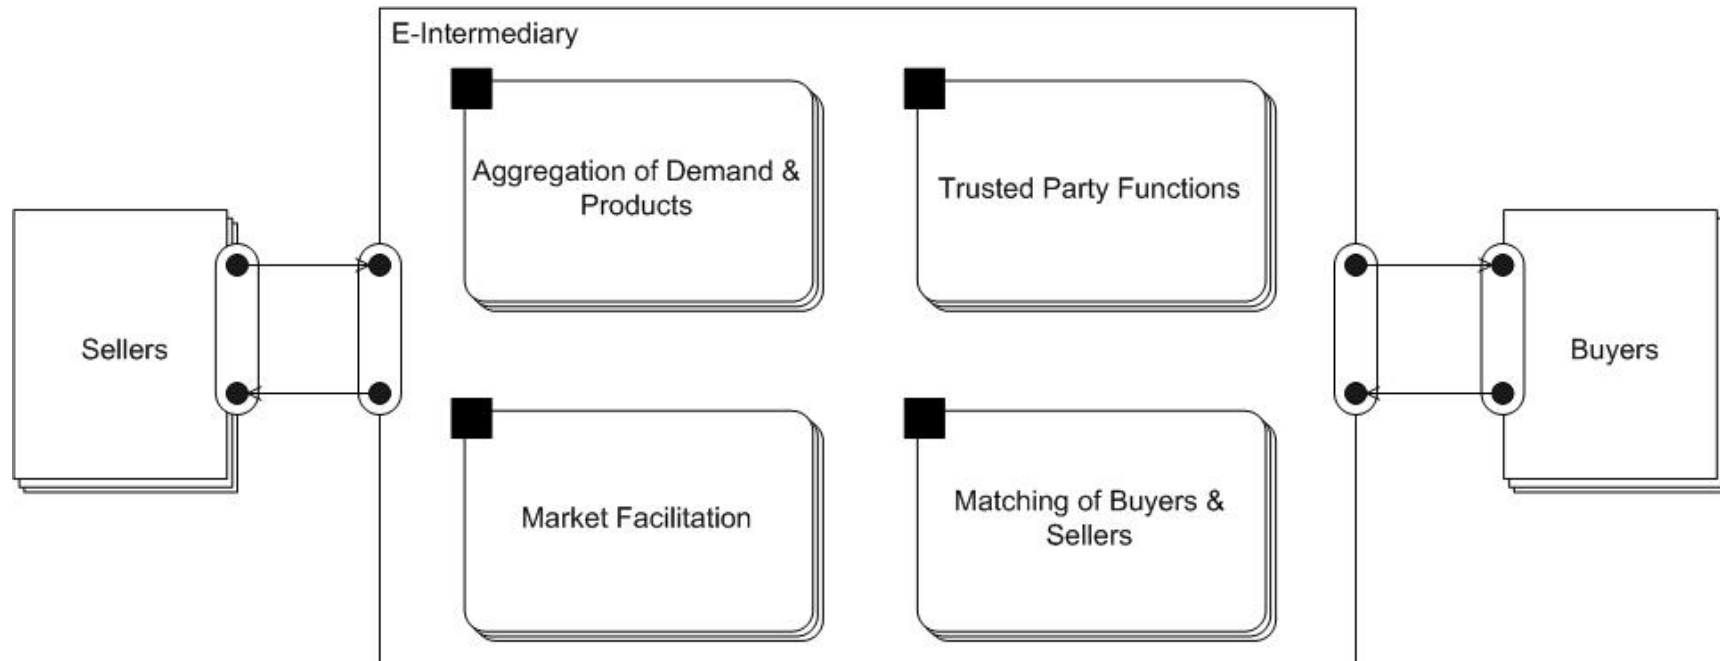 E-Intermediary
Aggregation of Demand &
Products
Trusted Party Functions
Sellers
Buyers
Market Facilitation
Matching of Buyers &
Sellers